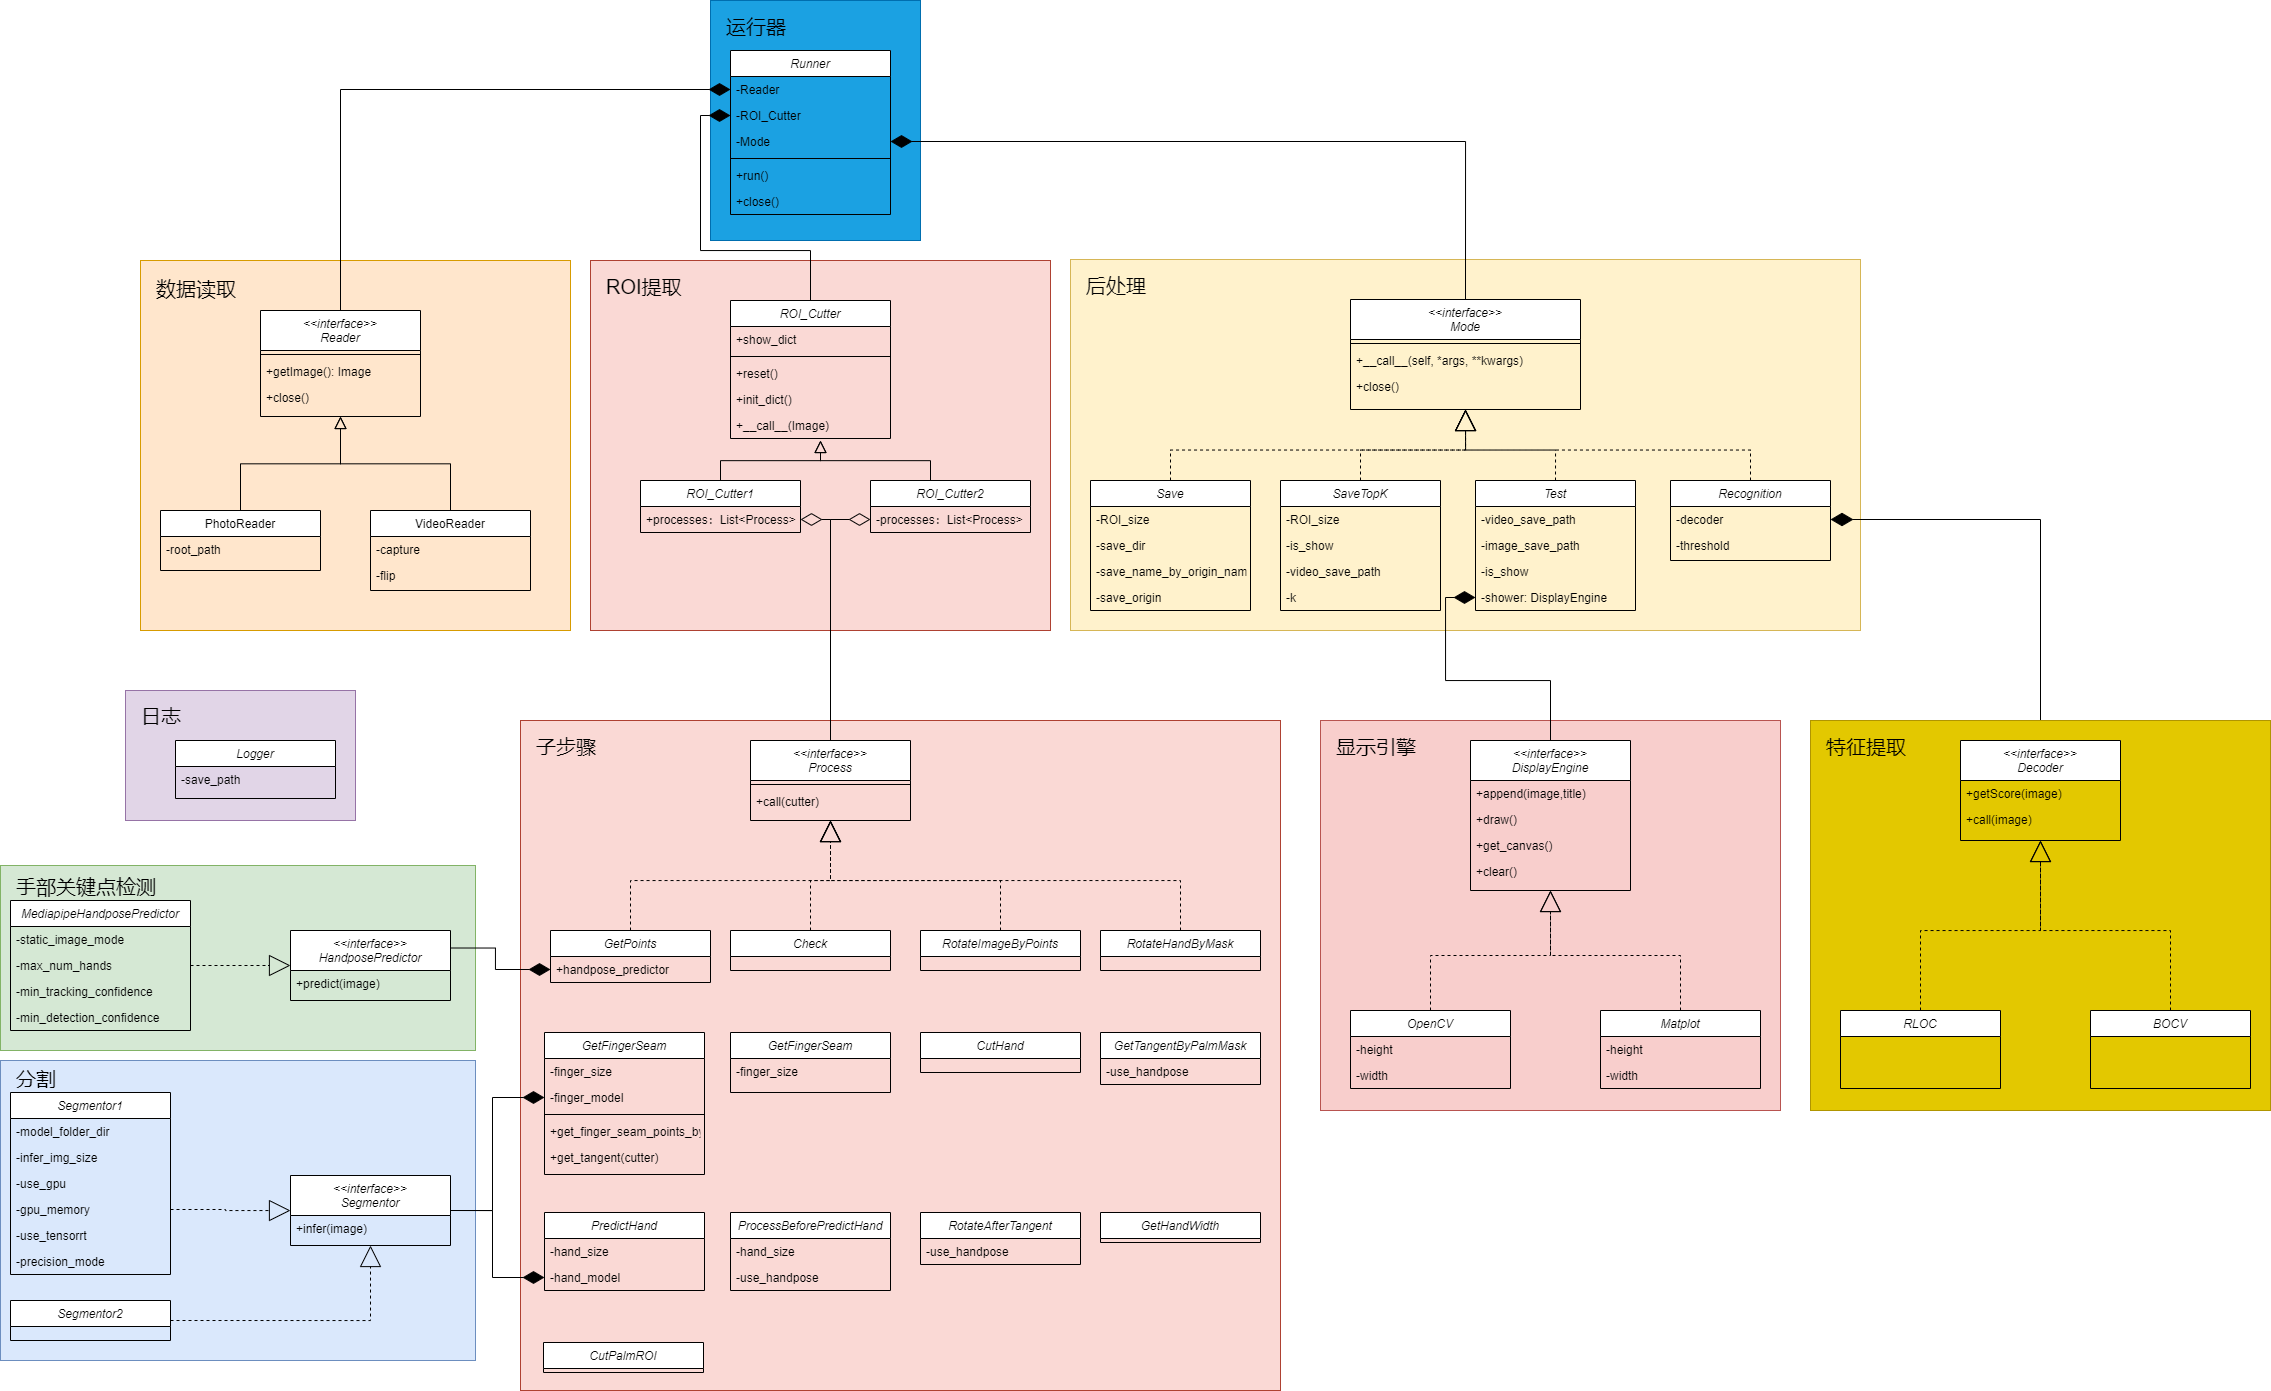 运行器
Runner
-Reader
-ROI_Cutter
-Mode
+run()
+close()
数据读取
<<interface>>
Reader
+getImage(): Image
+close()
PhotoReader
-root_path
VideoReader
-capture
-flip
ROI提取
ROI_Cutter
+show_dict
+reset()
+init_dict()
+__call__(Image)
ROI_Cutter1
+processes: List<Process>
ROI_Cutter2
-processes: List<Process>
后处理
<<interface>>
Mode
+__call__(self, *args, **kwargs)
+close()
Save
-ROI_size
-save_dir
-save_name_by_origin_nam
-save_origin
SaveTopK
-ROI_size
-is_show
-video_save_path
-k
Test
-video_save_path
-image_save_path
-is_show
-shower: DisplayEngine
Recognition
-decoder
-threshold
日志
Logger
-save_path
子步骤
<<interface>>
Process
+call(cutter)
GetPoints
+handpose_predictor
Check
RotateImageByPoints
RotateHandByMask
GetFingerSeam
-finger_size
-finger_model
+get_finger_seam_points_by
+get_tangent(cutter)
GetFingerSeam
-finger_size
CutHand
GetTangentByPalmMask
-use_handpose
PredictHand
-hand_size
-hand_model
ProcessBeforePredictHand
-hand_size
-use_handpose
RotateAfterTangent
-use_handpose
GetHandWidth
CutPalmROI
显示引擎
<<interface>>
DisplayEngine
+append(image,title)
+draw()
+get_canvas()
+clear()
OpenCV
-height
-width
Matplot
-height
-width
特征提取
<<interface>>
Decoder
+getScore(image)
+call(image)
RLOC
BOCV
手部关键点检测
MediapipeHandposePredictor
-static_image_mode
-max_num_hands
-min_tracking_confidence
-min_detection_confidence
<<interface>>
HandposePredictor
+predict(image)
分割
Segmentor1
-model_folder_dir
-infer_img_size
-use_gpu
-gpu_memory
-use_tensorrt
-precision_mode
<<interface>>
Segmentor
+infer(image)
Segmentor2